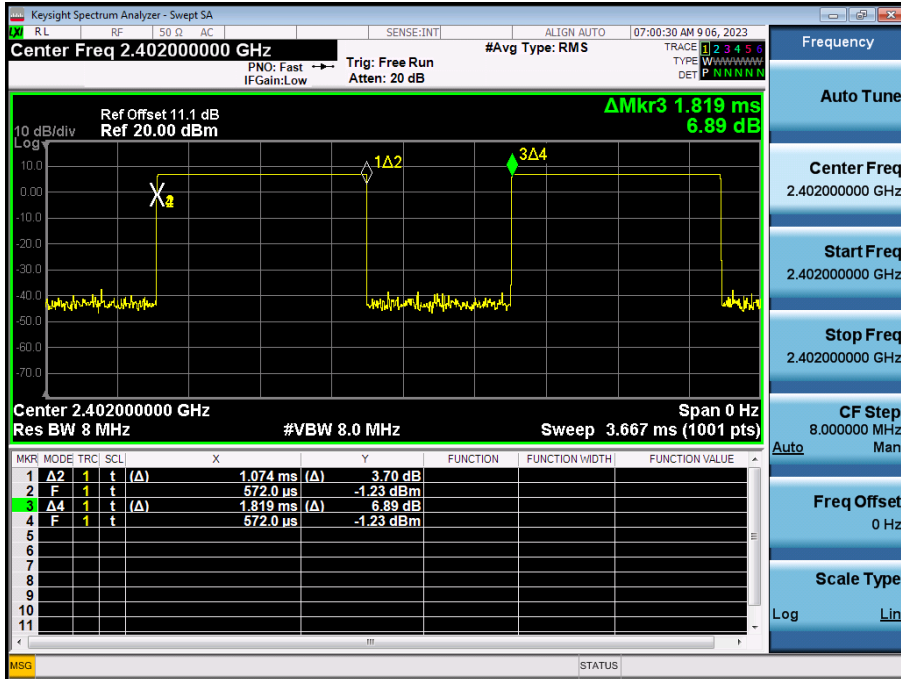 Keysight Spectrum Analyzer - Swept SA
LXI RL RF 50 Ω AC SENSE:INT ALIGN AUTO 07:00:30 AM 9 06, 2023
Center Freq 2.402000000 GHz #Avg Type: RMS TRACE 1 2 3 4 5 6
PNO: Fast Trig: Free Run TYPE WWWWWW
IFGain:Low Atten: 20 dB DET P N N N N N
Frequency
Auto Tune
Center Freq
2.402000000 GHz
Start Freq
2.402000000 GHz
Stop Freq
2.402000000 GHz
CF Step
8.000000 MHz
Auto Man
Freq Offset
0 Hz
Scale Type
Log Lin
ΔMkr3 1.819 ms
6.89 dB
Ref Offset 11.1 dB
10 dB/div Ref 20.00 dBm
Log
10.0
0.00
-10.0
-20.0
-30.0
-40.0
-50.0
-60.0
-70.0
1Δ2
3Δ4
Center 2.402000000 GHz Span 0 Hz
Res BW 8 MHz #VBW 8.0 MHz Sweep 3.667 ms (1001 pts)
MKR MODE TRC SCL X Y FUNCTION FUNCTION WIDTH FUNCTION VALUE
1 Δ2 1 t (Δ) 1.074 ms (Δ) 3.70 dB
2 F 1 t 572.0 µs -1.23 dBm
3 Δ4 1 t (Δ) 1.819 ms (Δ) 6.89 dB
4 F 1 t 572.0 µs -1.23 dBm
5
6
7
8
9
10
11
MSG STATUS